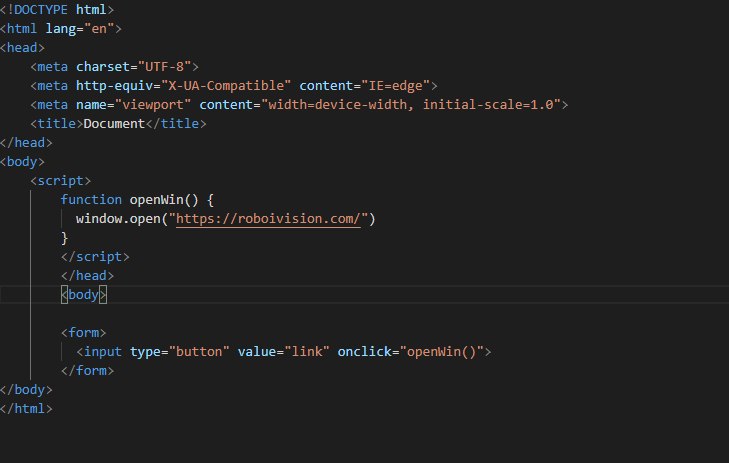 <!DOCTYPE html>
<html lang="en">
<head>
    <meta charset="UTF-8">
    <meta http-equiv="X-UA-Compatible" content="IE=edge">
    <meta name="viewport" content="width=device-width, initial-scale=1.0">
    <title>Document</title>
</head>
<body>
    <script>
        function openWin() {
          window.open("https://roboivision.com/")
        }
        </script>
        </head>
        <body>
        <form>
          <input type="button" value="link" onclick="openWin()">
        </form>
</body>
</html>